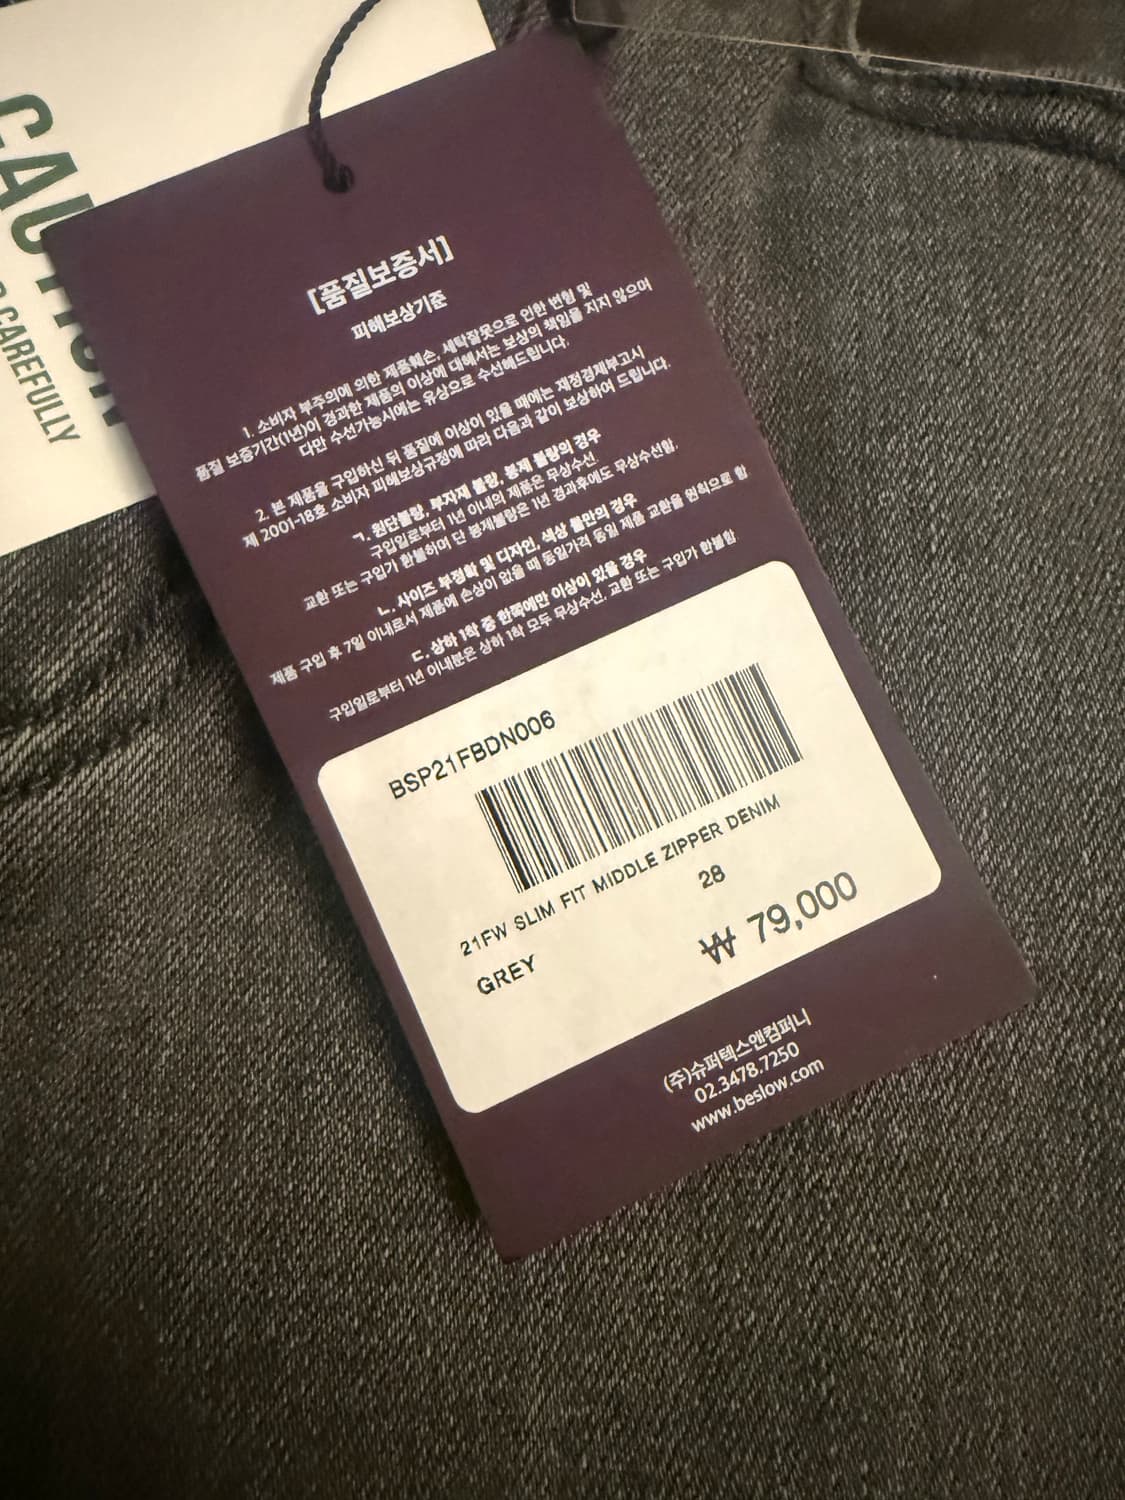 CAUTION
CAREFULLY
[품질보증서]
피해보상기준
1. 소비자 부주의에 의한 제품훼손, 세탁잘못으로 인한 변형 및
품질 보증기간(1년)이 경과한 제품의 이상에 대해서는 보상의 책임을 지지 않으며
다만 수선가능시에는 유상으로 수선해드립니다.
2. 본 제품을 구입하신 뒤 품질에 이상이 있을 때에는 재정경제부고시
제 2001-18호 소비자 피해보상규정에 따라 다음과 같이 보상하여 드립니다.
ㄱ. 원단불량, 부자재 불량, 봉제 불량의 경우
구입일로부터 1년 이내의 제품은 무상수선,
교환 또는 구입가 환불하며 단 봉제불량은 1년 경과후에도 무상수선함.
ㄴ. 사이즈 부정확 및 디자인, 색상 불만의 경우
제품 구입 후 7일 이내로서 제품에 손상이 없을 때 동일가격 동일 제품 교환을 원칙으로 함
ㄷ. 상하 1착 중 한쪽에만 이상이 있을 경우
구입일로부터 1년 이내분은 상하 1착 모두 무상수선, 교환 또는 구입가 환불함
BSP21FBDN006
21FW SLIM FIT MIDDLE ZIPPER DENIM
28
GREY
₩ 79,000
(주)슈퍼텍스앤컴퍼니
02.3478.7250
www.beslow.com